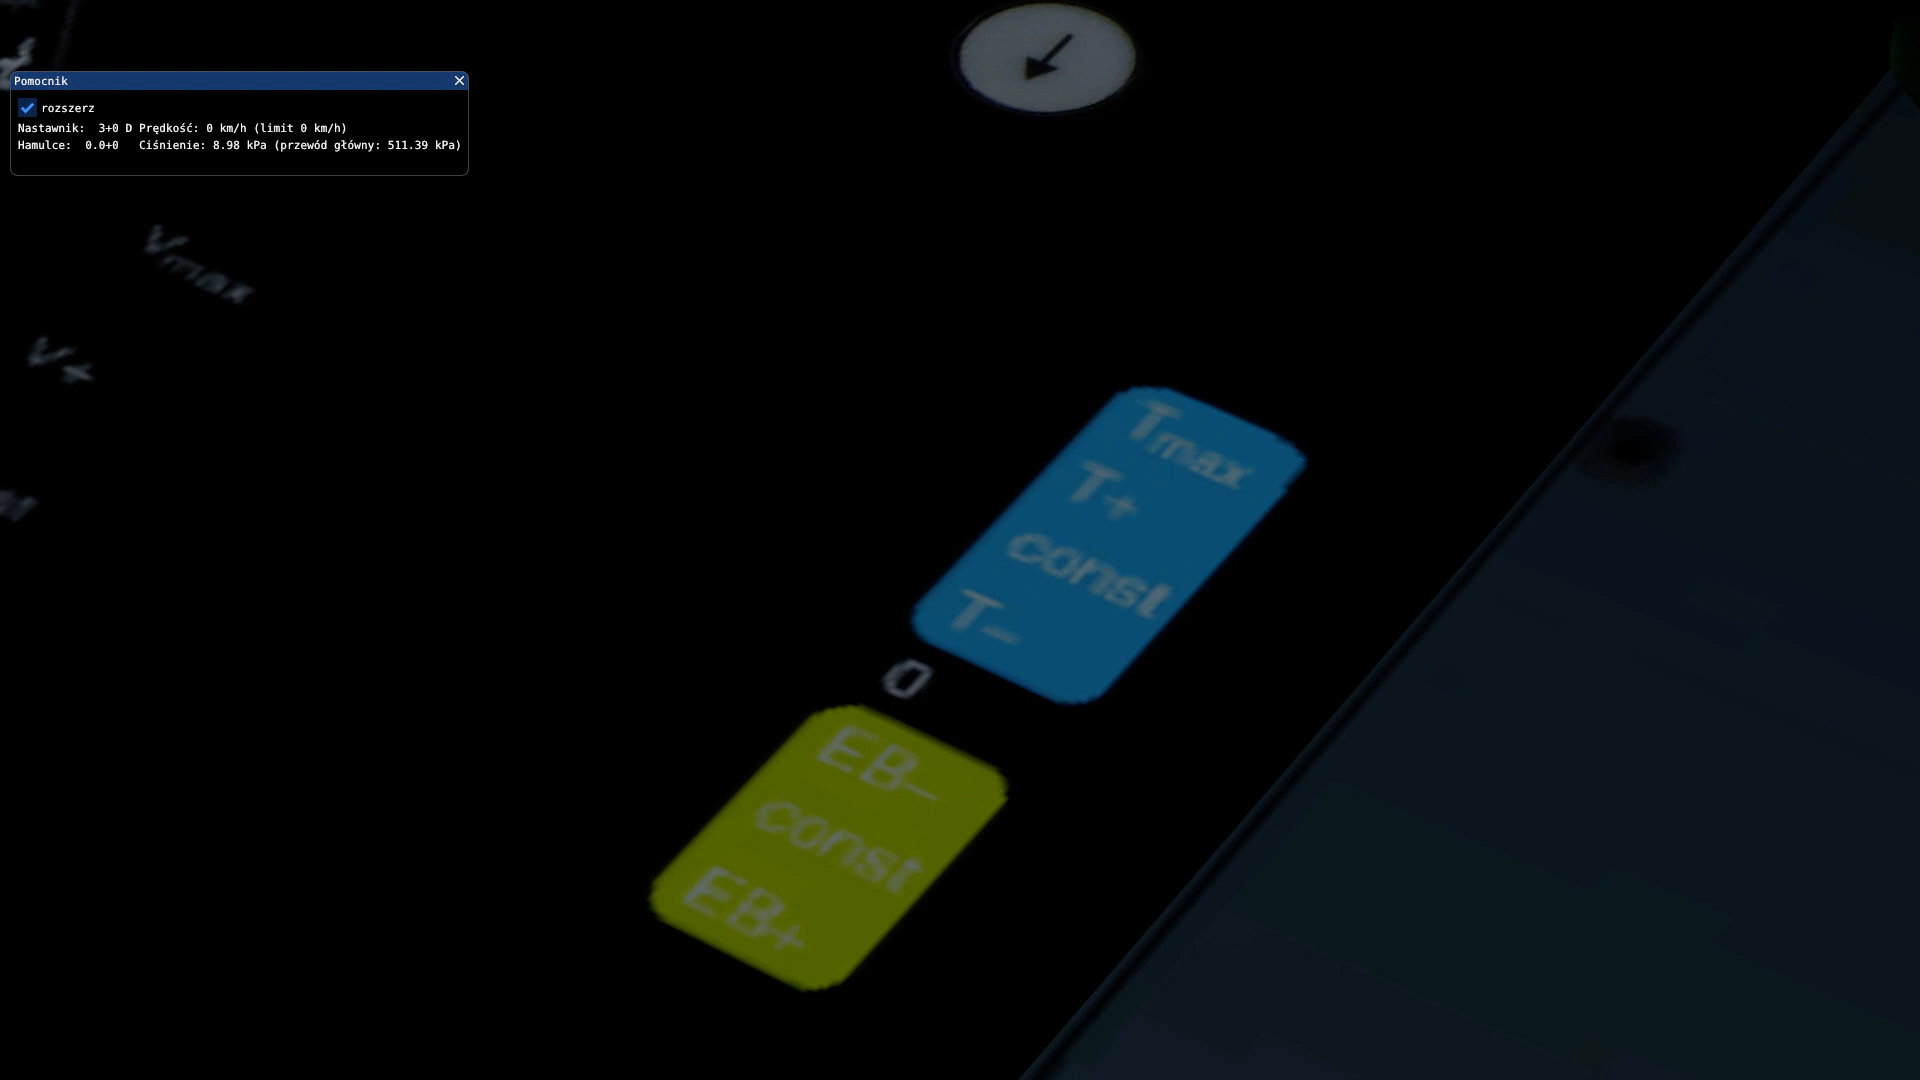 Pomocnik
rozszerz
Nastawnik: 3+0 D Prędkość: 0 km/h (limit 0 km/h)
Hamulce: 0.0+0 Ciśnienie: 8.98 kPa (przewód główny: 511.39 kPa)
Vmax
V+
Tmax
T+
const
T-
0
EB-
const
EB+